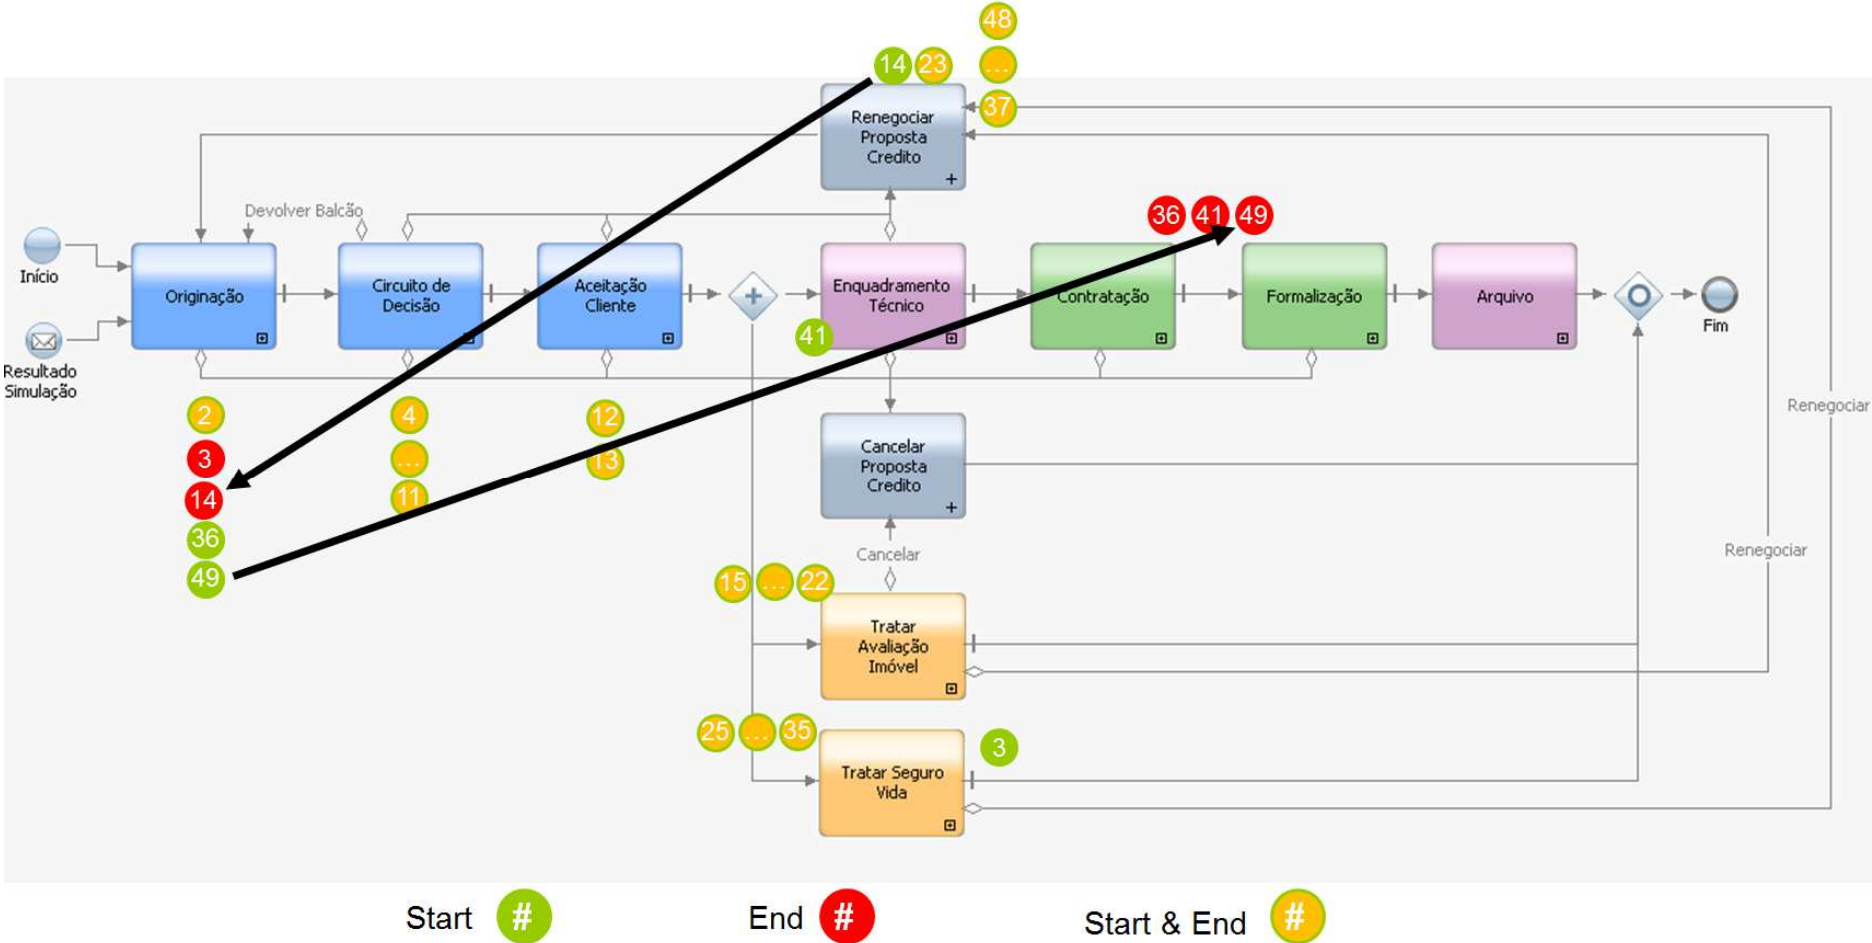 48
14 23 ...
37
Renegociar
Proposta
Credito
Devolver Balcão
36 41 49
Início
Originação
Circuito de
Decisão
Aceitação
Cliente
Enquadramento
Técnico
Contratação
Formalização
Arquivo
Fim
41
Resultado
Simulação
2
3
14
36
49
4
...
11
12
13
Cancelar
Proposta
Credito
Renegociar
Renegociar
Cancelar
15 ... 22
Tratar
Avaliação
Imóvel
25 ... 35
3
Tratar Seguro
Vida
Start #
End #
Start & End #